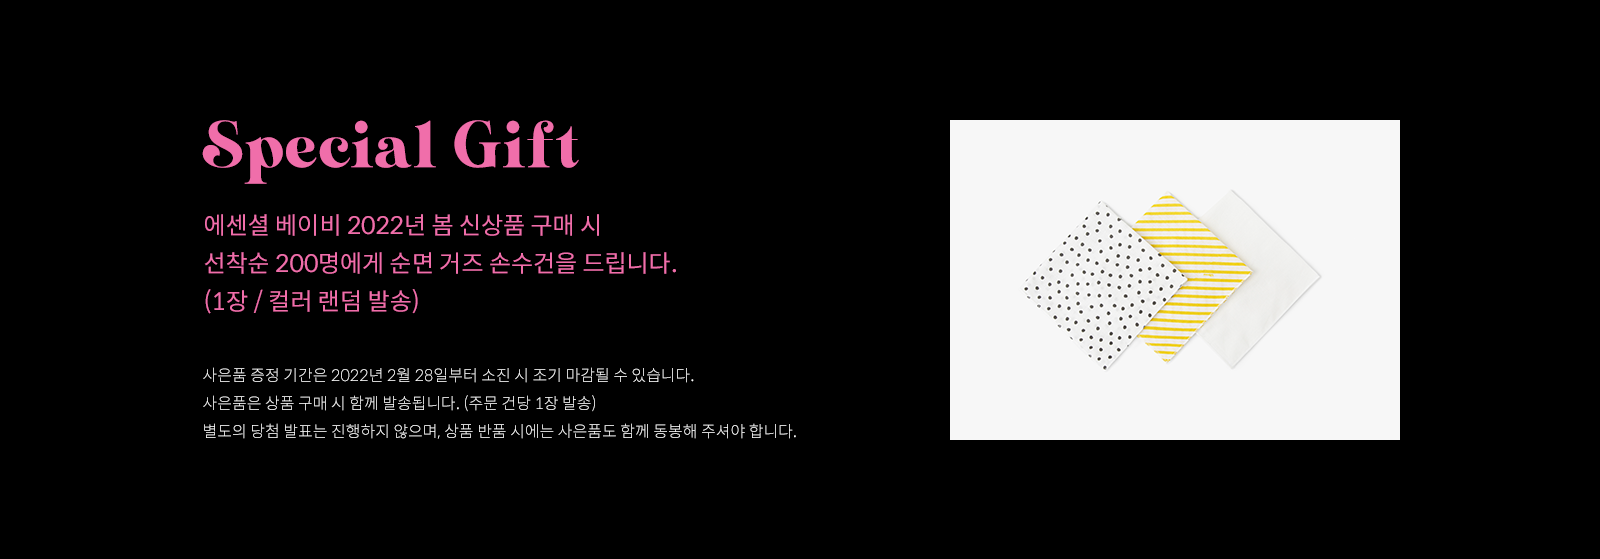 Special Gift
에센셜 베이비 2022년 봄 신상품 구매 시
선착순 200명에게 순면 거즈 손수건을 드립니다.
(1장 / 컬러 랜덤 발송)
사은품 증정 기간은 2022년 2월 28일부터 소진 시 조기 마감될 수 있습니다.
사은품은 상품 구매 시 함께 발송됩니다. (주문 건당 1장 발송)
별도의 당첨 발표는 진행하지 않으며, 상품 반품 시에는 사은품도 함께 동봉해 주셔야 합니다.